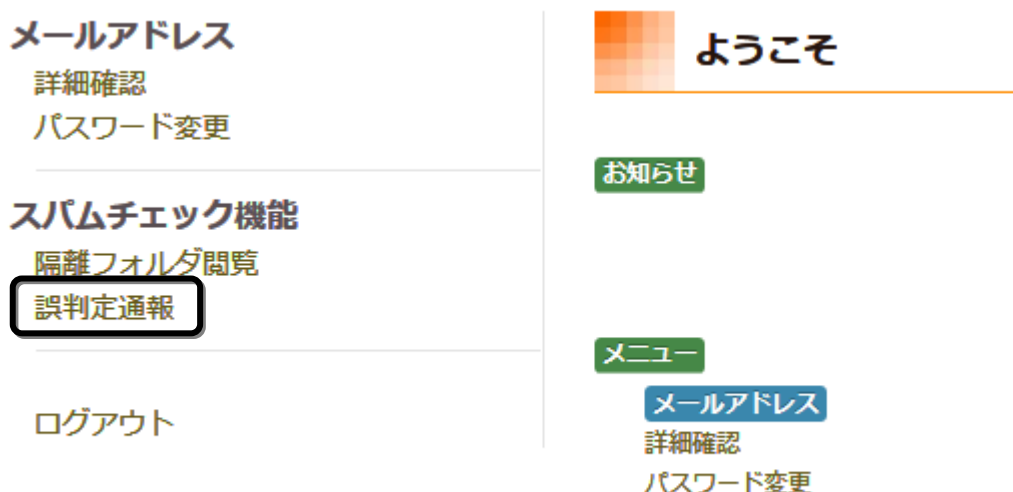 メールアドレス
詳細確認
パスワード変更
スパムチェック機能
隔離フォルダ閲覧
誤判定通報
ログアウト
ようこそ
お知らせ
メニュー
メールアドレス
詳細確認
パスワード変更